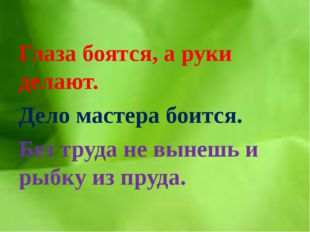 Глаза боятся, а руки
делают.
Дело мастера боится.
Без труда не вынешь и
рыбку из пруда.